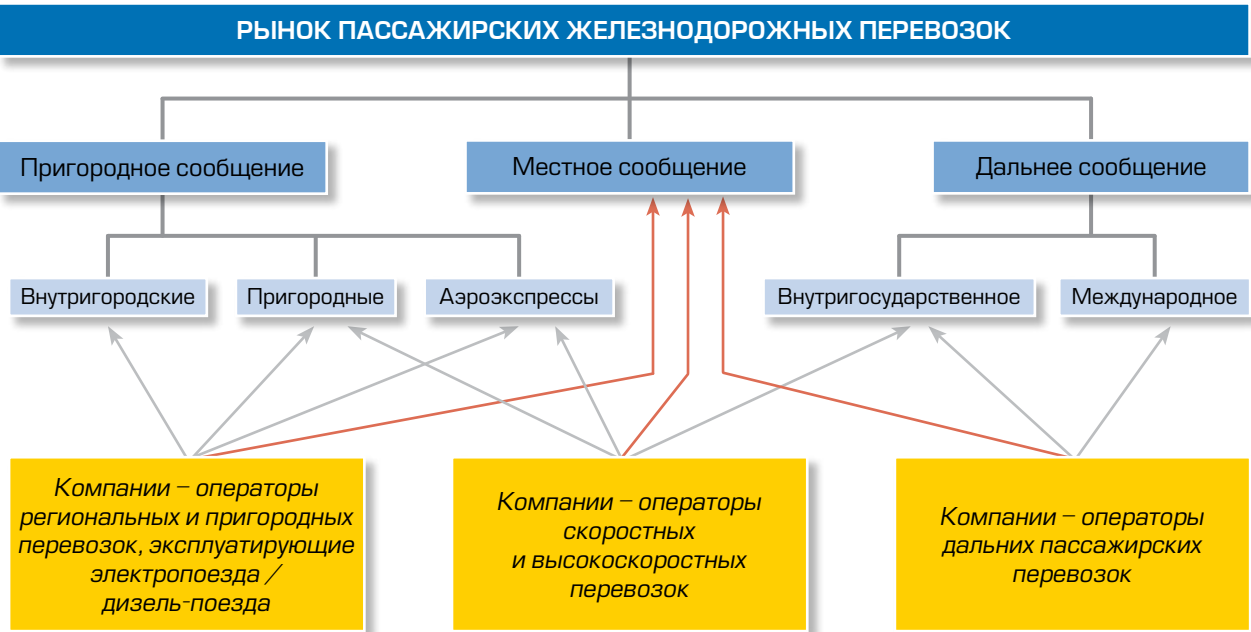 РЫНОК ПАССАЖИРСКИХ ЖЕЛЕЗНОДОРОЖНЫХ ПЕРЕВОЗОК
Пригородное сообщение
Местное сообщение
Дальнее сообщение
Внутригородские
Пригородные
Аэроэкспрессы
Внутригосударственное
Международное
Компании – операторы
региональных и пригородных
перевозок, эксплуатирующие
электропоезда /
дизель-поезда
Компании – операторы
скоростных
и высокоскоростных
перевозок
Компании – операторы
дальних пассажирских
перевозок